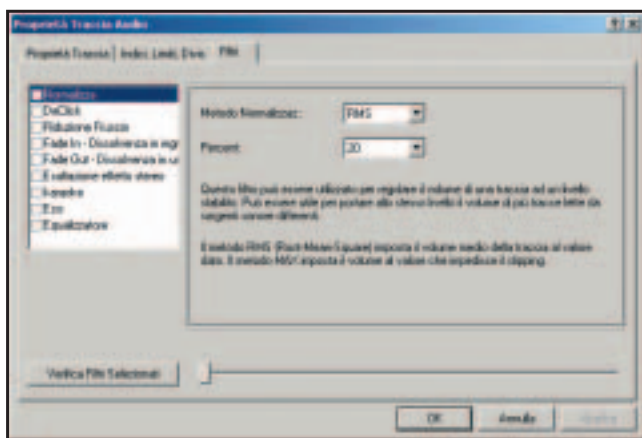 Proprietà Traccia Audio
Proprietà Traccia
Indici, Limiti, Divis
Filtri
Normalizza
DeClick
Riduzione Fruscio
Fade In - Dissolvenza in ingr
Fade Out - Dissolvenza in us
Esaltazione effetto stereo
Karaoke
Eco
Equalizzatore
Metodo Normalizzaz.:
RMS
Percent:
20
Questo filtro può essere utilizzato per regolare il volume di una traccia ad un livello
stabilito. Può essere utile per portare allo stesso livello il volume di più tracce lette da
sorgenti sonore differenti.
Il metodo RMS (Root-Mean-Square) imposta il volume medio della traccia al valore
dato. Il metodo MAX imposta il volume al valore che impedisce il clipping.
Verifica Filtri Selezionati
OK
Annulla
Applica